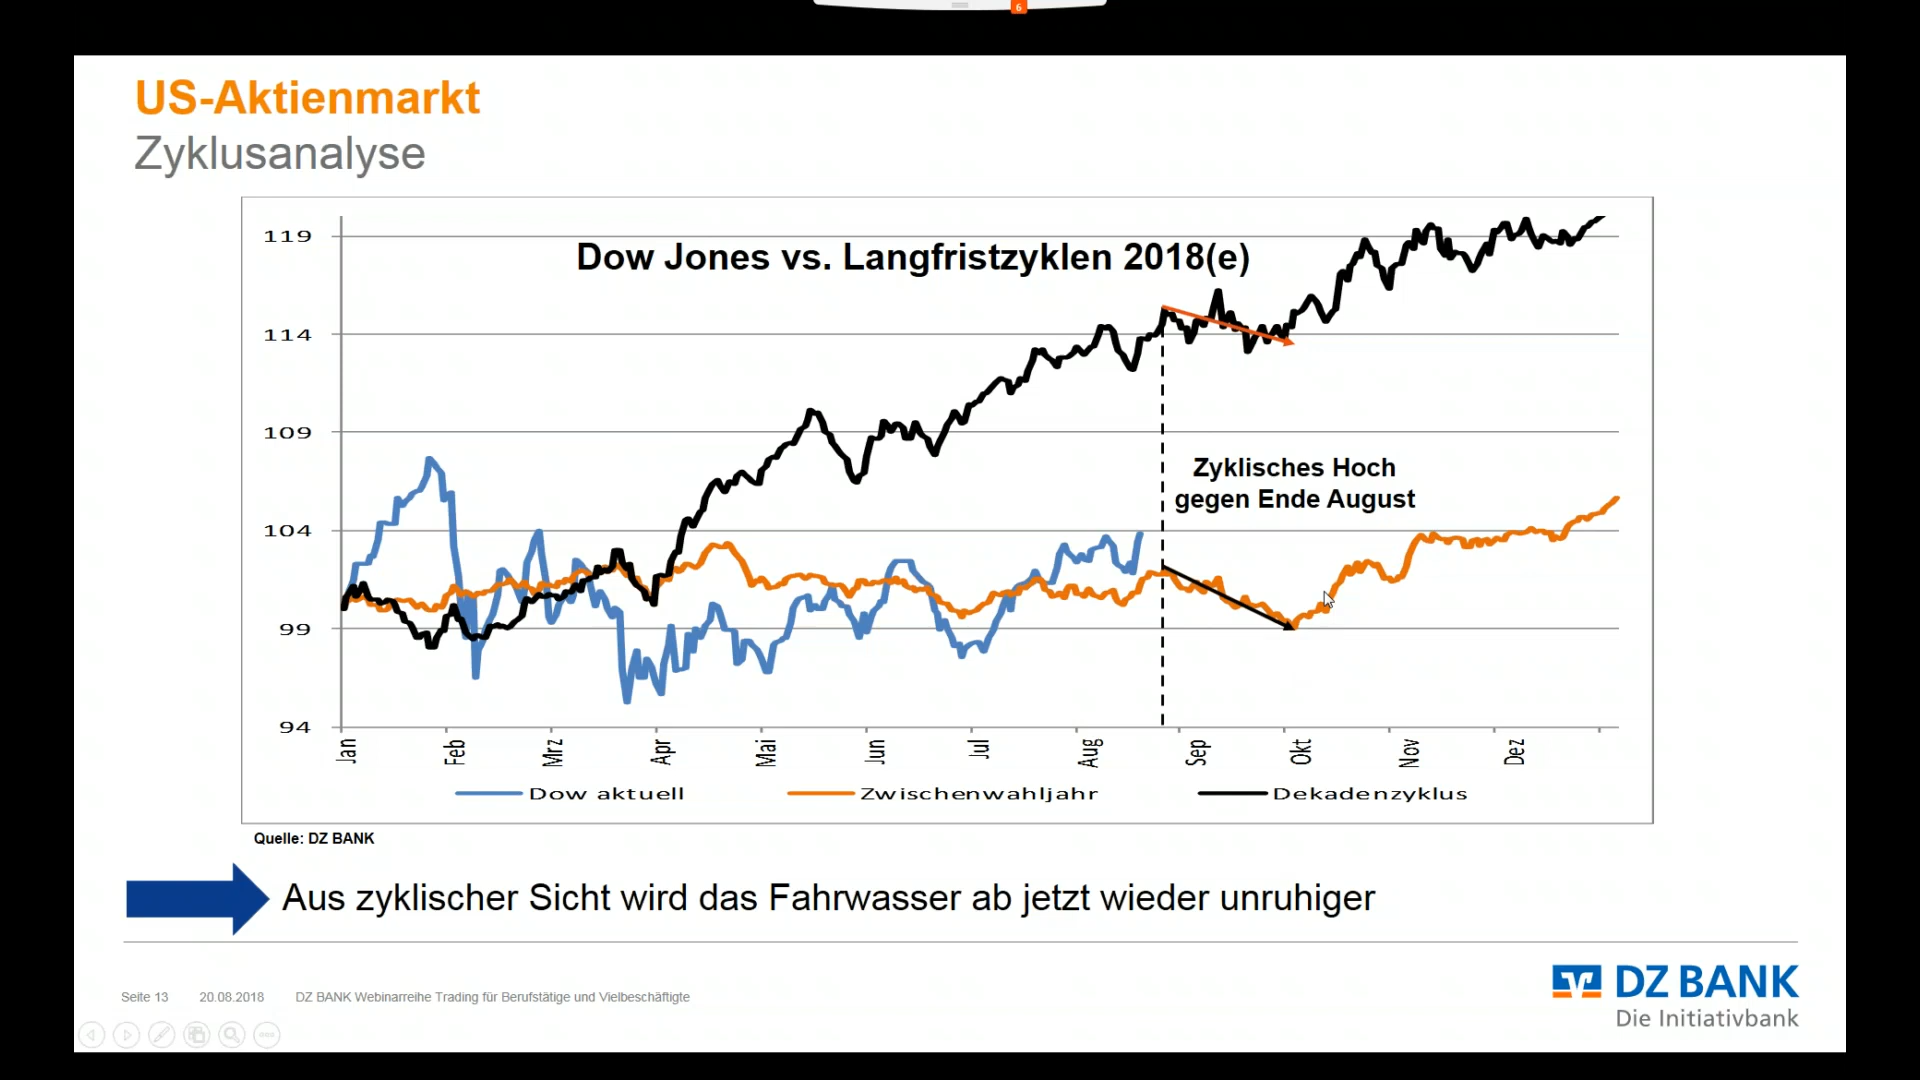 6
US-Aktienmarkt
Zyklusanalyse
Dow Jones vs. Langfristzyklen 2018(e)
119
114
109
104
99
94
Zyklisches Hoch
gegen Ende August
Jan Feb Mrz Apr Mai Jun Jul Aug Sep Okt Nov Dez
Dow aktuell Zwischenwahljahr Dekadenzyklus
Quelle: DZ BANK
Aus zyklischer Sicht wird das Fahrwasser ab jetzt wieder unruhiger
Seite 13 20.08.2018 DZ BANK Webinarreihe Trading für Berufstätige und Vielbeschäftigte
DZ BANK
Die Initiativbank